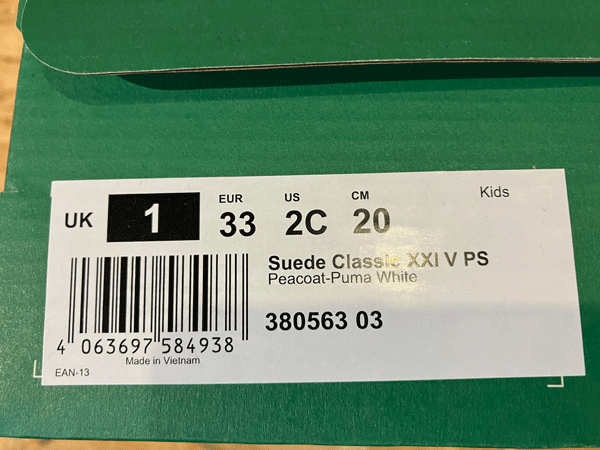 UK 1 EUR 33 US 2C CM 20 Kids
Suede Classic XXI V PS
Peacoat-Puma White
380563 03
4 063697 584938
Made in Vietnam
EAN-13